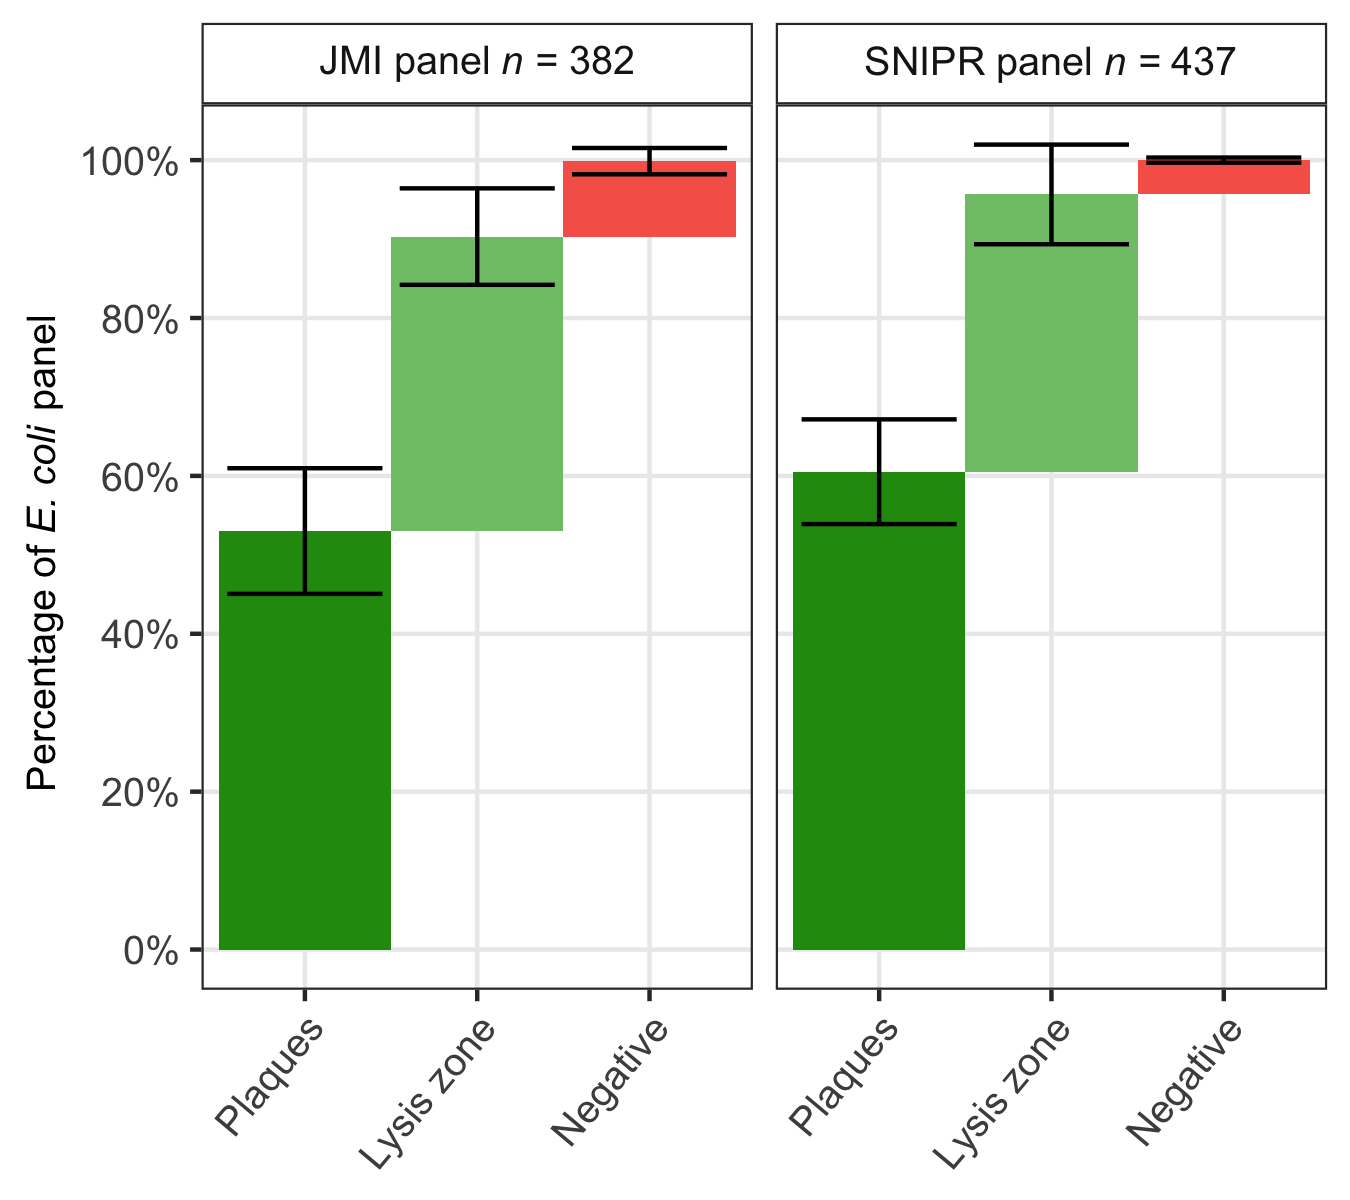 JMI panel n = 382
SNIPR panel n = 437
Percentage of E. coli panel
100%
80%
60%
40%
20%
0%
Plaques
Lysis zone
Negative
Plaques
Lysis zone
Negative